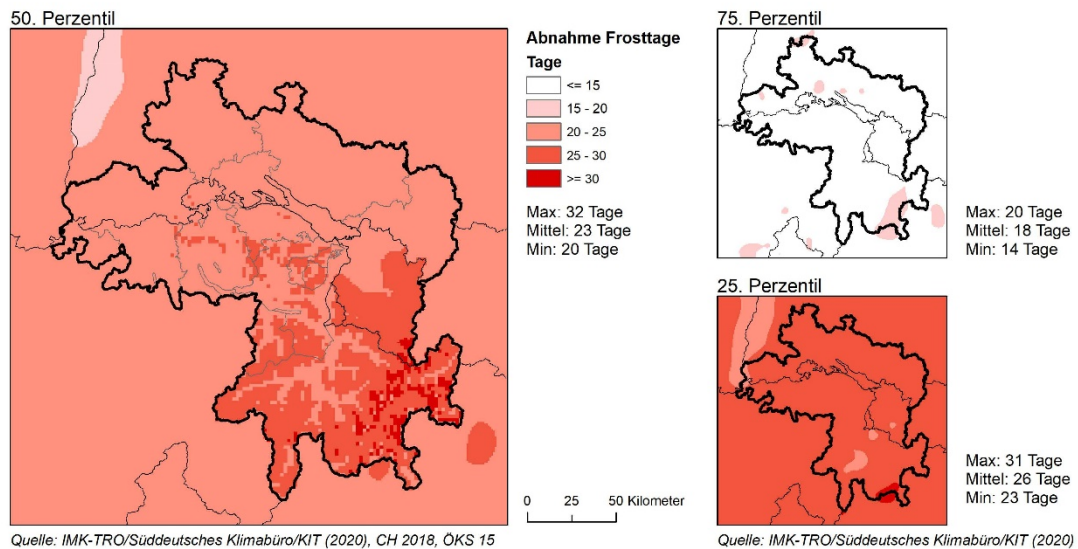 50. Perzentil
Abnahme Frosttage
Tage
<= 15
15 - 20
20 - 25
25 - 30
>= 30
Max: 32 Tage
Mittel: 23 Tage
Min: 20 Tage
0 25 50 Kilometer
Quelle: IMK-TRO/Süddeutsches Klimabüro/KIT (2020), CH 2018, ÖKS 15
75. Perzentil
Max: 20 Tage
Mittel: 18 Tage
Min: 14 Tage
25. Perzentil
Max: 31 Tage
Mittel: 26 Tage
Min: 23 Tage
Quelle: IMK-TRO/Süddeutsches Klimabüro/KIT (2020)